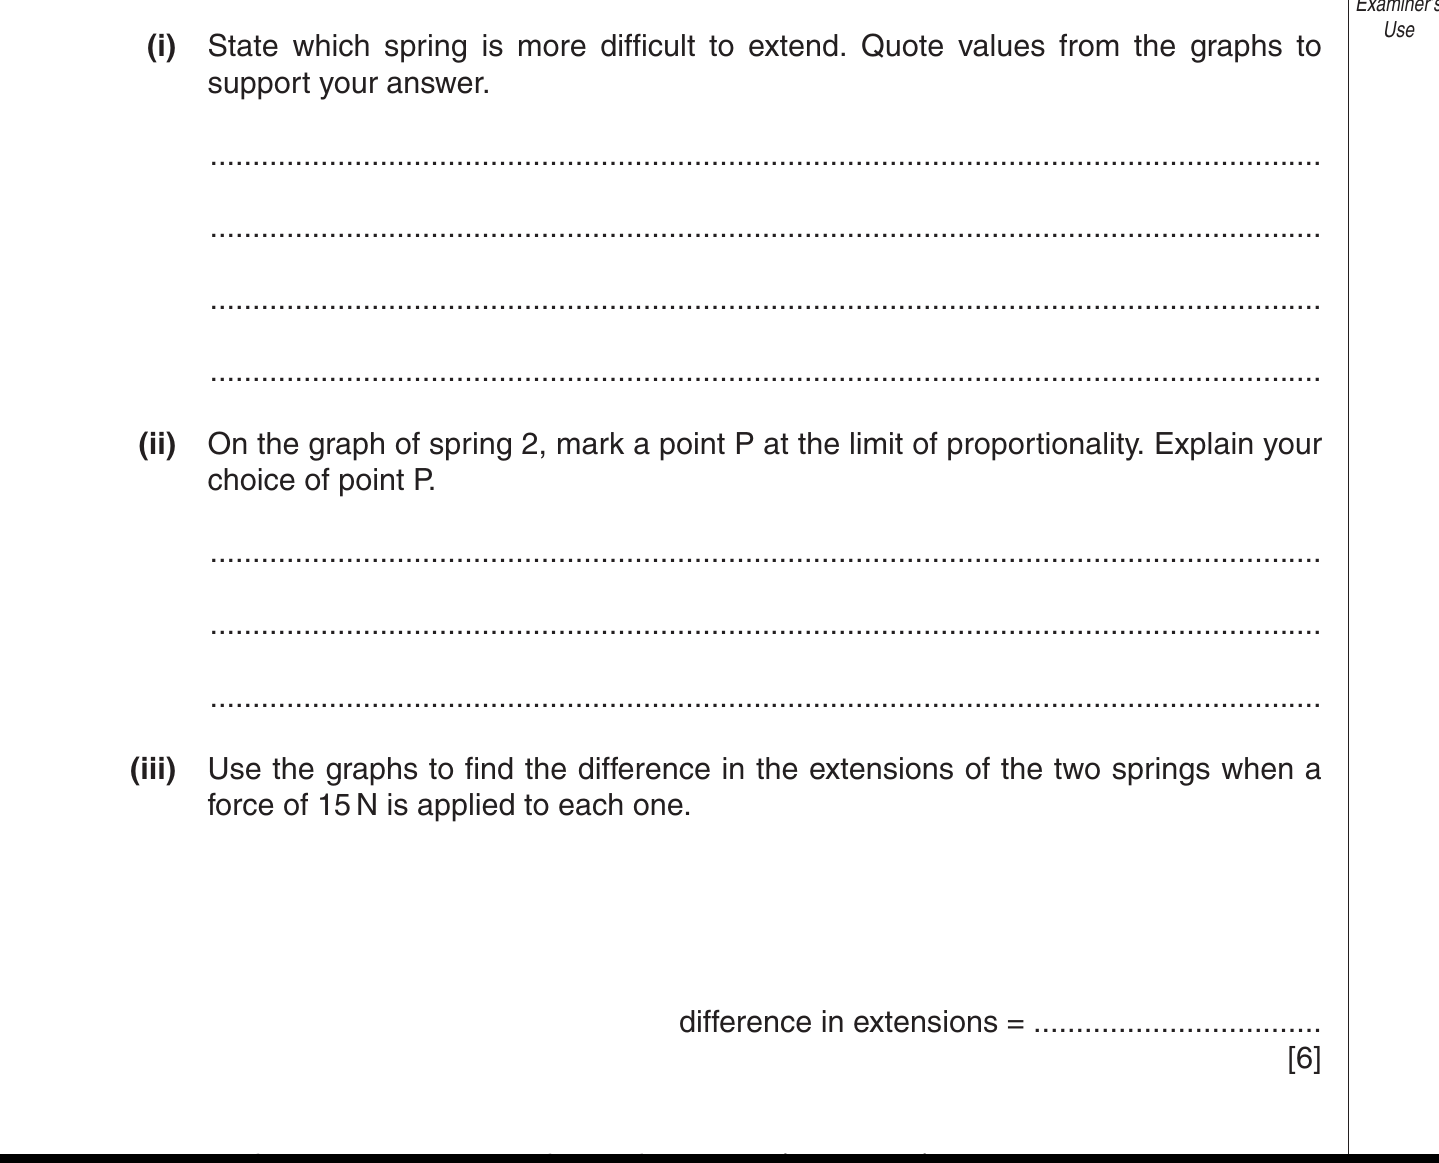 Examiner's
Use
(i) State which spring is more difficult to extend. Quote values from the graphs to
support your answer.
..........................................................................................................................................
..........................................................................................................................................
..........................................................................................................................................
..........................................................................................................................................
(ii) On the graph of spring 2, mark a point P at the limit of proportionality. Explain your
choice of point P.
..........................................................................................................................................
..........................................................................................................................................
..........................................................................................................................................
(iii) Use the graphs to find the difference in the extensions of the two springs when a
force of 15 N is applied to each one.
difference in extensions = ..................................
[6]